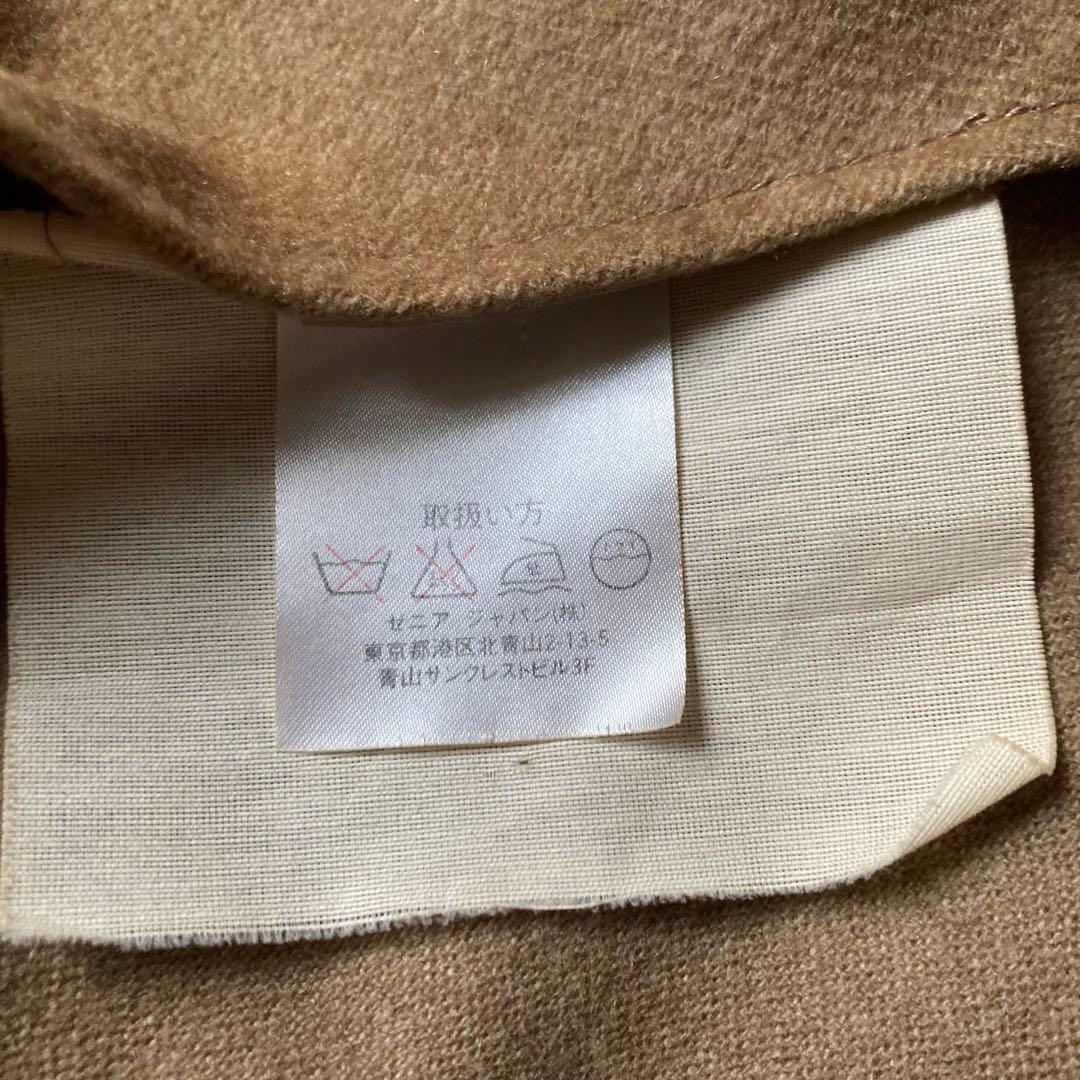 取扱い方
ゼニア ジャパン(株)
東京都港区北青山2-13-5
青山サンクレストビル3F